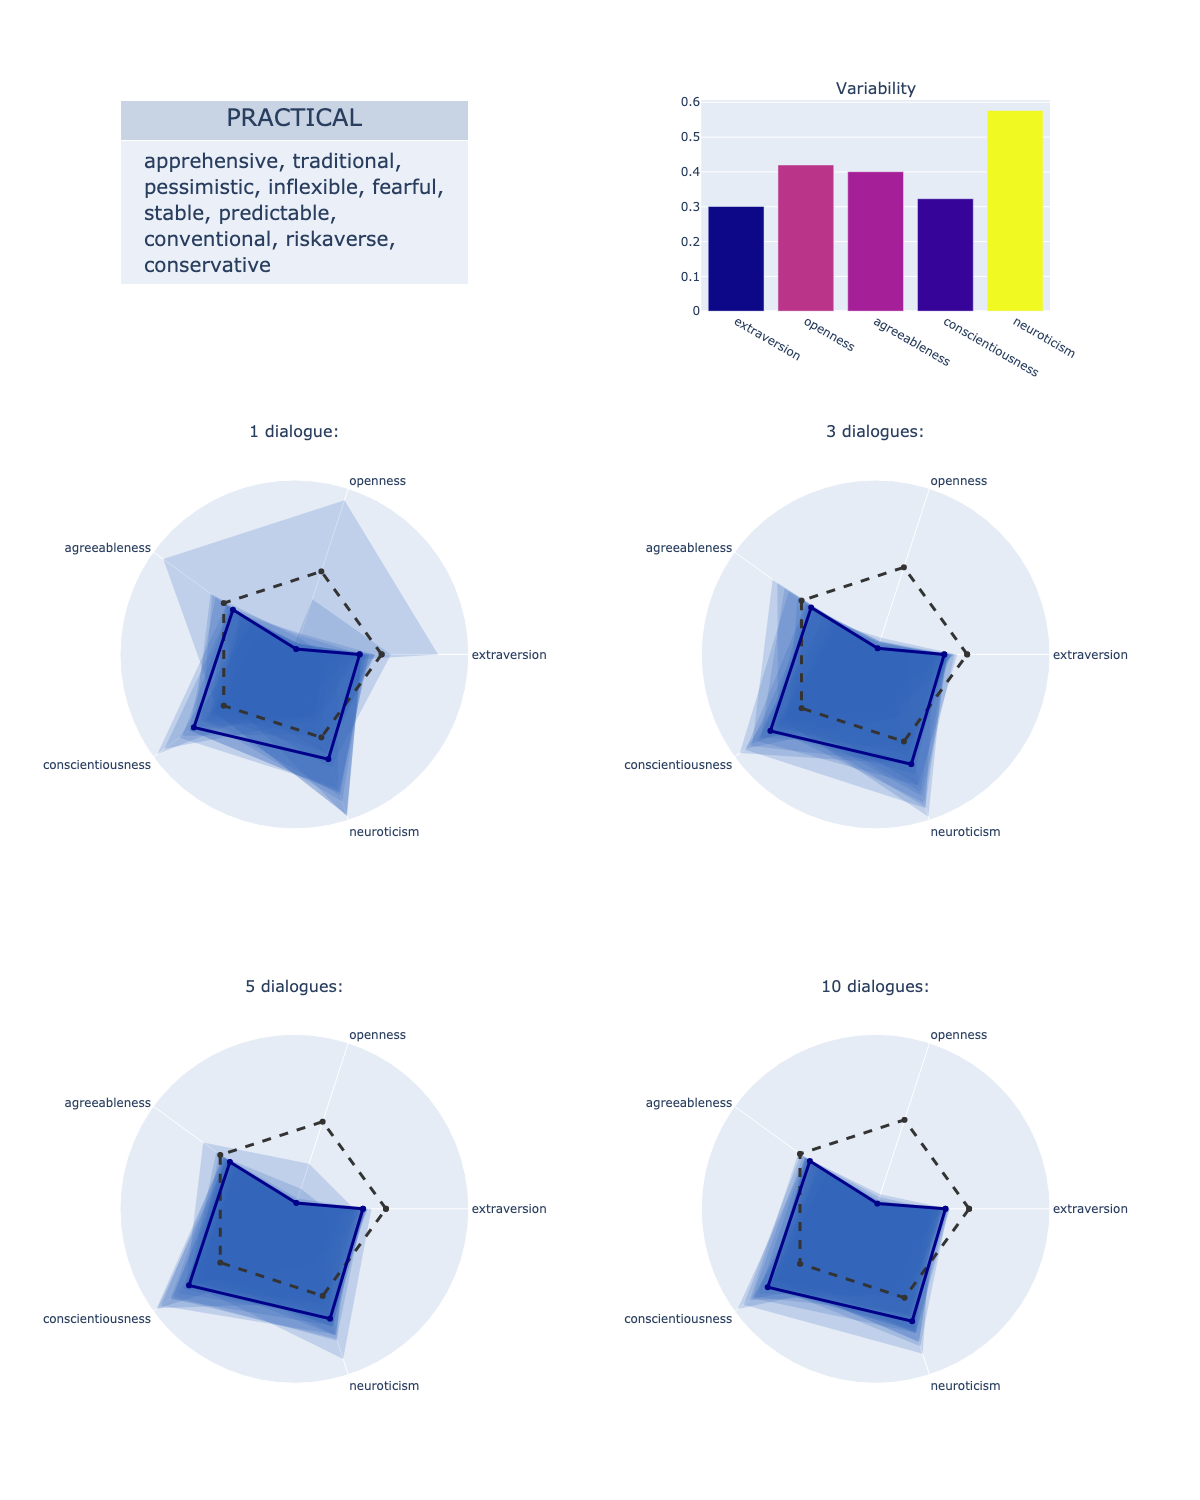 PRACTICAL
apprehensive, traditional,
pessimistic, inflexible, fearful,
stable, predictable,
conventional, riskaverse,
conservative
Variability
0.6
0.5
0.4
0.3
0.2
0.1
0
extraversion
openness
agreeableness
conscientiousness
neuroticism
1 dialogue:
openness
agreeableness
extraversion
conscientiousness
neuroticism
3 dialogues:
openness
agreeableness
extraversion
conscientiousness
neuroticism
5 dialogues:
openness
agreeableness
extraversion
conscientiousness
neuroticism
10 dialogues:
openness
agreeableness
extraversion
conscientiousness
neuroticism